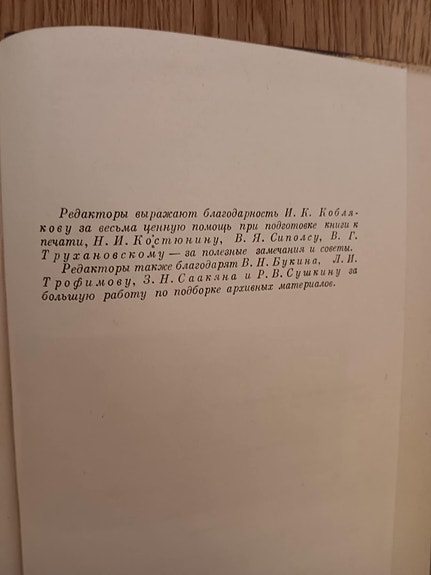 Редакторы выражают благодарность И. К. Кобля-
кову за весьма ценную помощь при подготовке книги к
печати, Н. И. Костюнину, В. Я. Сиполсу, В. Г.
Трухановскому — за полезные замечания и советы.
Редакторы также благодарят В. Н. Букина, Л. И.
Трофимову, З. Н. Саакяна и Р. В. Сушкину за
большую работу по подборке архивных материалов.